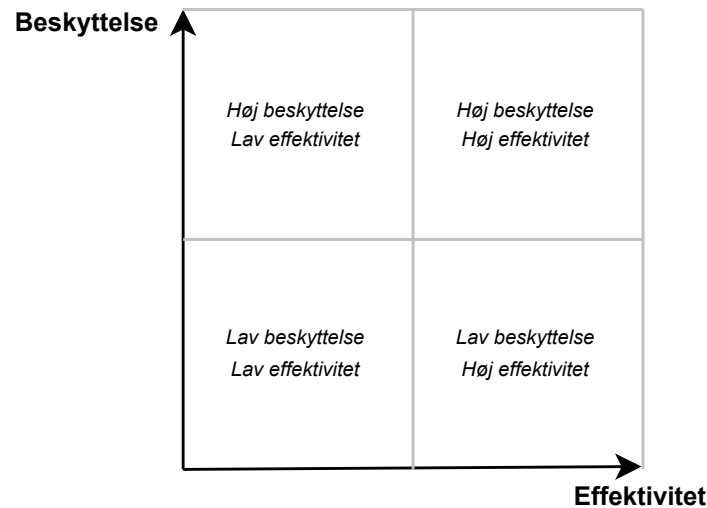 Beskyttelse
Høj beskyttelse
Lav effektivitet
Høj beskyttelse
Høj effektivitet
Lav beskyttelse
Lav effektivitet
Lav beskyttelse
Høj effektivitet
Effektivitet